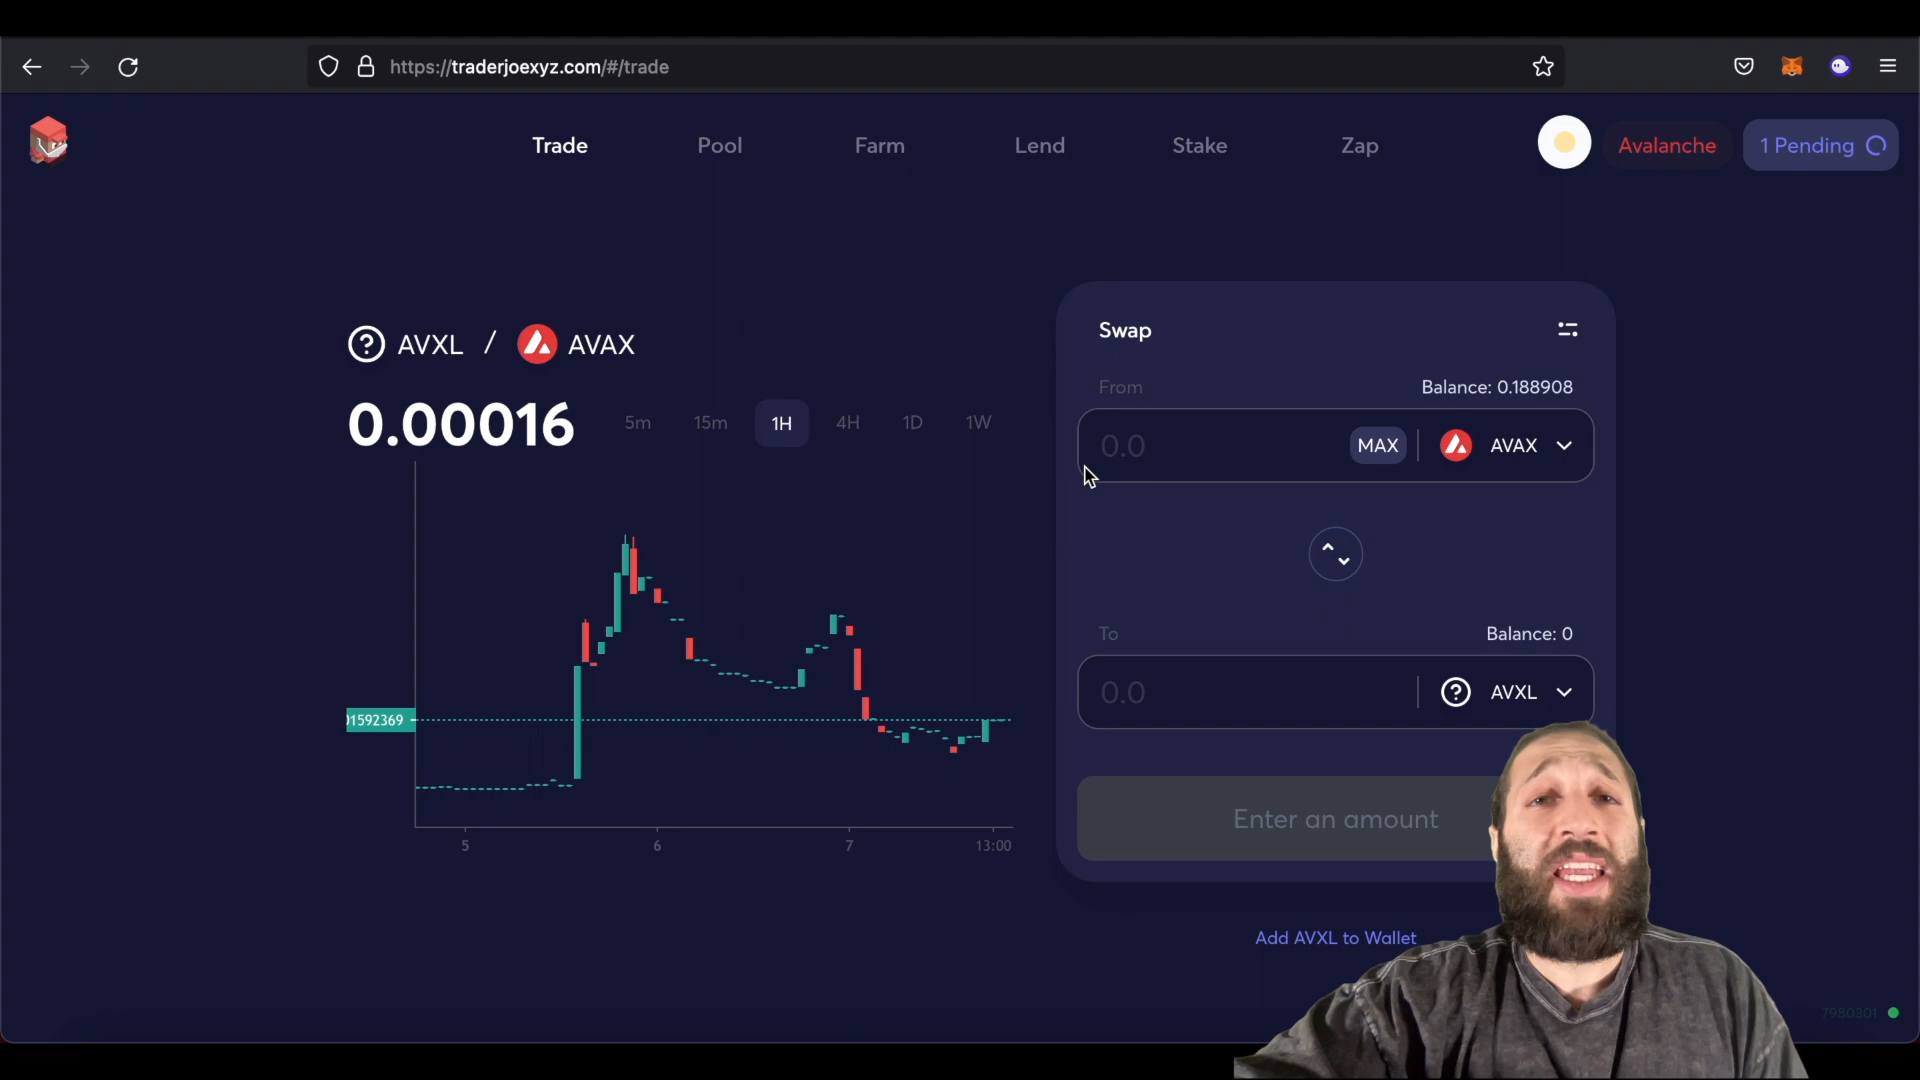 https://traderjoexyz.com/#/trade
Trade Pool Farm Lend Stake Zap
Avalanche
1 Pending
AVXL / AVAX
0.00016
5m 15m 1H 4H 1D 1W
01592369
5 6 7 13:00
Swap
From Balance: 0.188908
0.0 MAX AVAX
To Balance: 0
0.0 AVXL
Enter an amount
Add AVXL to Wallet
7980301